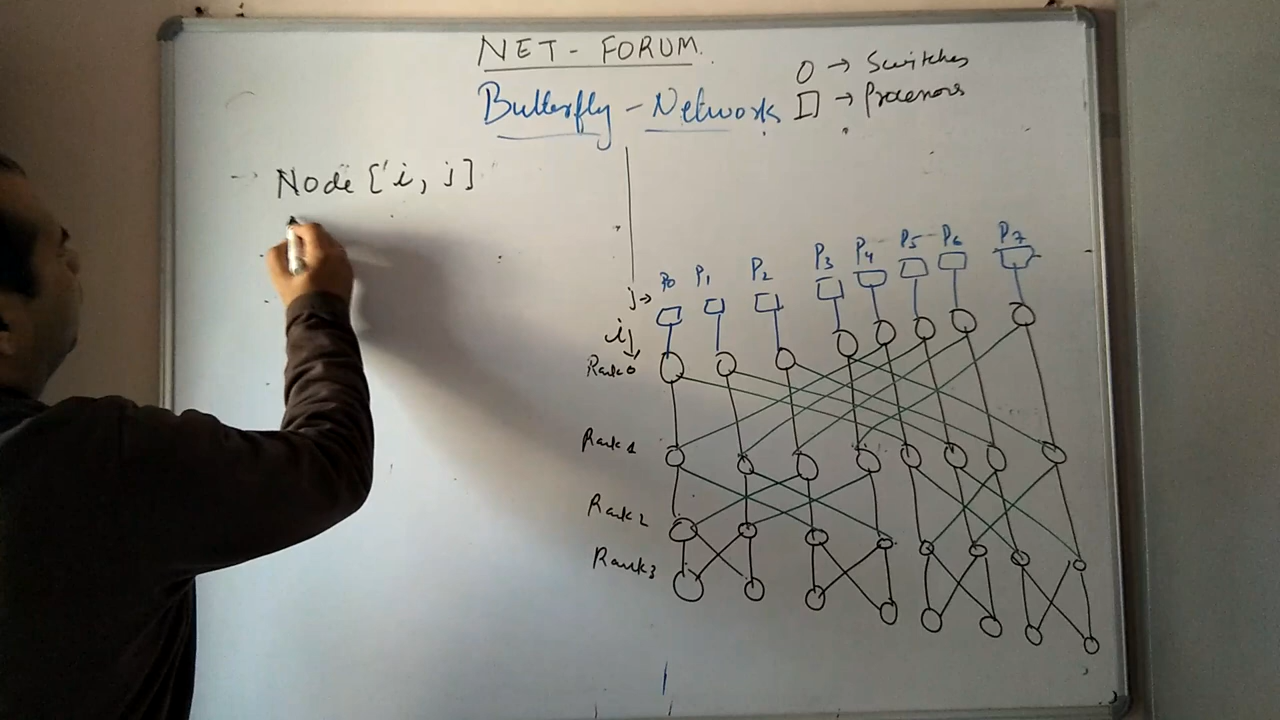 NET - FORUM.
Butterfly - Network
O → Switches
□ → Processors
Node [i, j]
j →
i ↓
P0 P1 P2 P3 P4 P5 P6 P7
Rank 0
Rank 1
Rank 2
Rank 3